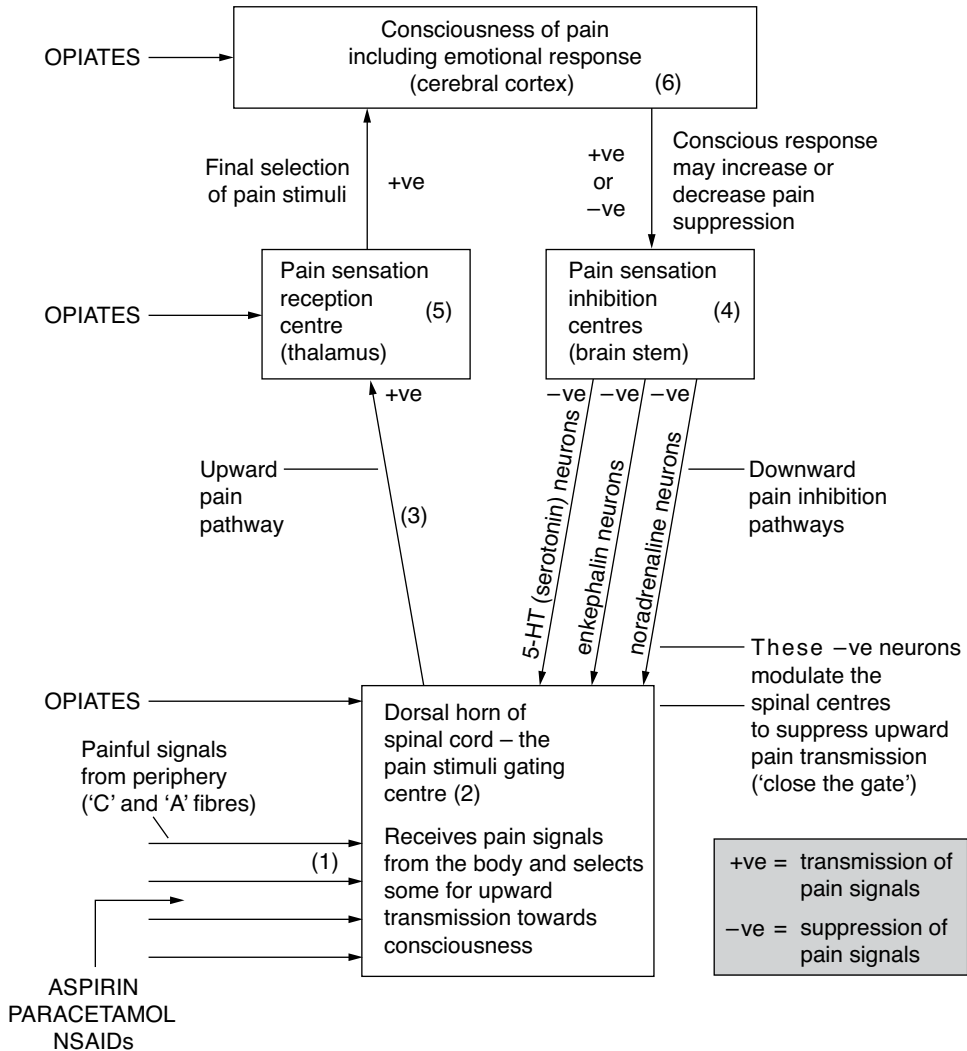 OPIATES
Consciousness of pain
including emotional response
(cerebral cortex)
(6)
Final selection
of pain stimuli
+ve
+ve
or
−ve
Conscious response
may increase or
decrease pain
suppression
OPIATES
Pain sensation
reception
centre
(thalamus)
(5)
Pain sensation
inhibition
centres
(brain stem)
(4)
+ve
−ve
−ve
−ve
Upward
pain
pathway
(3)
5-HT (serotonin) neurons
enkephalin neurons
noradrenaline neurons
Downward
pain inhibition
pathways
These −ve neurons
modulate the
spinal centres
to suppress upward
pain transmission
(‘close the gate’)
OPIATES
Painful signals
from periphery
(‘C’ and ‘A’ fibres)
(1)
Dorsal horn of
spinal cord – the
pain stimuli gating
centre (2)
Receives pain signals
from the body and selects
some for upward
transmission towards
consciousness
ASPIRIN
PARACETAMOL
NSAIDs
+ve = transmission of
pain signals
−ve = suppression of
pain signals